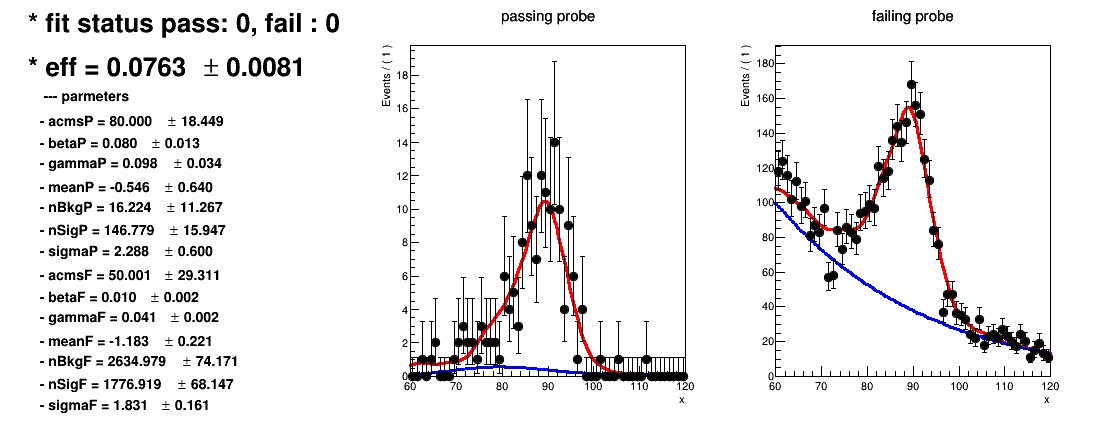 * fit status pass: 0, fail : 0
* eff = 0.0763 ± 0.0081
--- parmeters
- acmsP = 80.000 ± 18.449
- betaP = 0.080 ± 0.013
- gammaP = 0.098 ± 0.034
- meanP = -0.546 ± 0.640
- nBkgP = 16.224 ± 11.267
- nSigP = 146.779 ± 15.947
- sigmaP = 2.288 ± 0.600
- acmsF = 50.001 ± 29.311
- betaF = 0.010 ± 0.002
- gammaF = 0.041 ± 0.002
- meanF = -1.183 ± 0.221
- nBkgF = 2634.979 ± 74.171
- nSigF = 1776.919 ± 68.147
- sigmaF = 1.831 ± 0.161
passing probe
Events / ( 1 )
18
16
14
12
10
8
6
4
2
0
60 70 80 90 100 110 120
x
failing probe
Events / ( 1 )
180
160
140
120
100
80
60
40
20
0
60 70 80 90 100 110 120
x